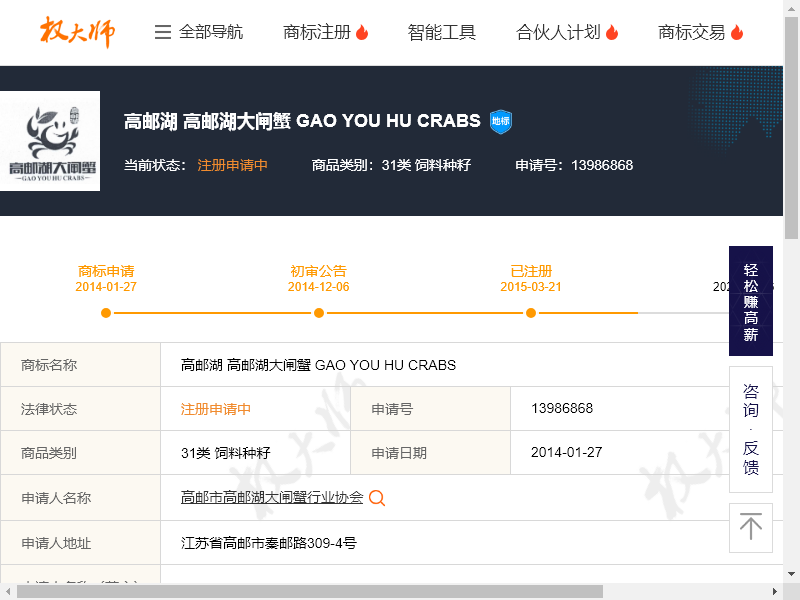 权大师
全部导航
商标注册
智能工具
合伙人计划
商标交易
高邮湖大闸蟹
GAO YOU HU CRABS
高邮湖 高邮湖大闸蟹 GAO YOU HU CRABS 地标
当前状态： 注册申请中 商品类别：31类 饲料种籽 申请号：13986868
商标申请
2014-01-27
初审公告
2014-12-06
已注册
2015-03-21
轻松赚高薪
咨询·反馈
商标名称 高邮湖 高邮湖大闸蟹 GAO YOU HU CRABS
法律状态 注册申请中 申请号 13986868
商品类别 31类 饲料种籽 申请日期 2014-01-27
申请人名称 高邮市高邮湖大闸蟹行业协会
申请人地址 江苏省高邮市秦邮路309-4号
权大师